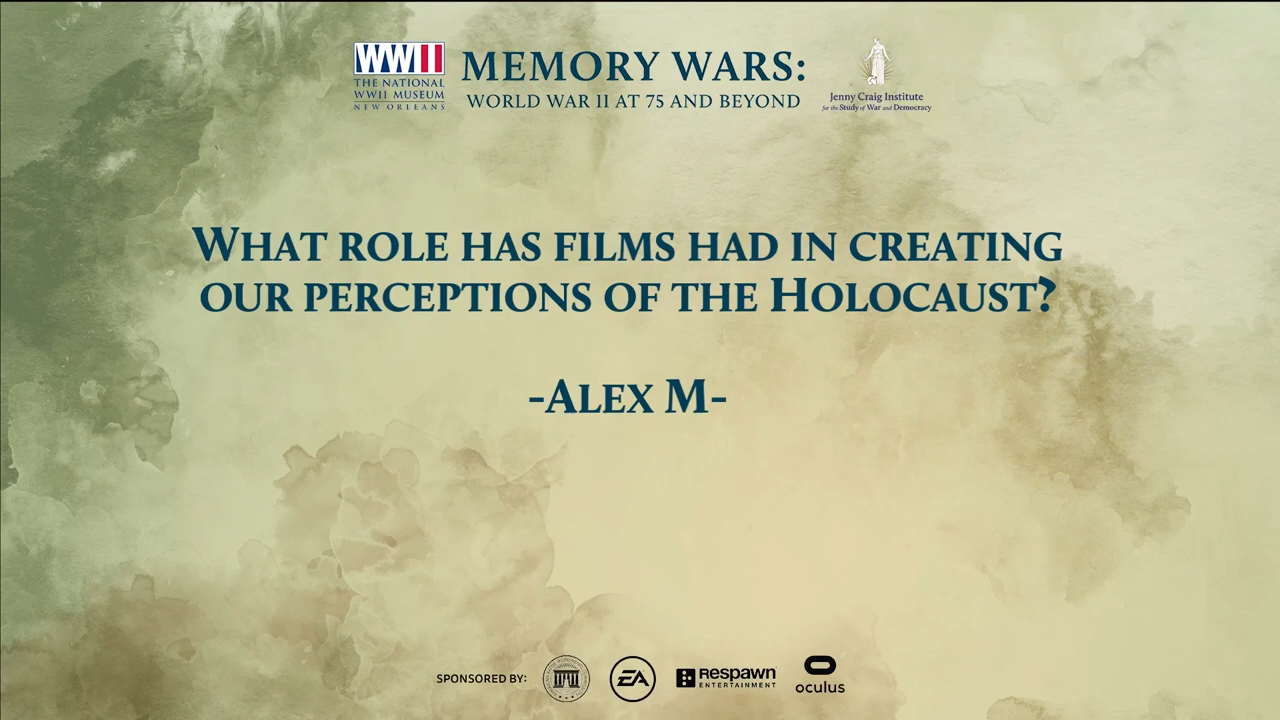 WWII
THE NATIONAL
WWII MUSEUM
NEW ORLEANS
MEMORY WARS:
WORLD WAR II AT 75 AND BEYOND
Jenny Craig Institute
for the Study of War and Democracy
WHAT ROLE HAS FILMS HAD IN CREATING
OUR PERCEPTIONS OF THE HOLOCAUST?
-ALEX M-
SPONSORED BY:
EA
RESPAWN
ENTERTAINMENT
oculus